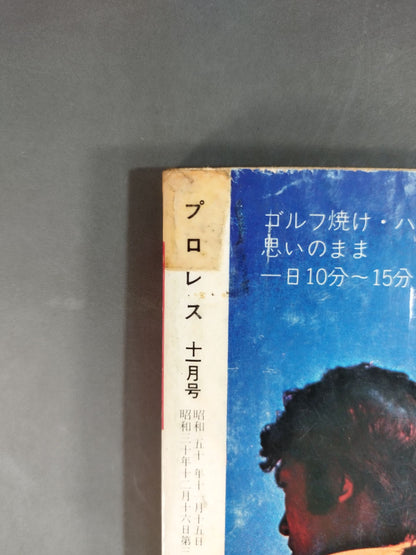 プロレス 十一月号
昭和五十年十一月十五日
昭和三十年十二月十六日第三
ゴルフ焼け・ハ
思いのまま
一日10分〜15分